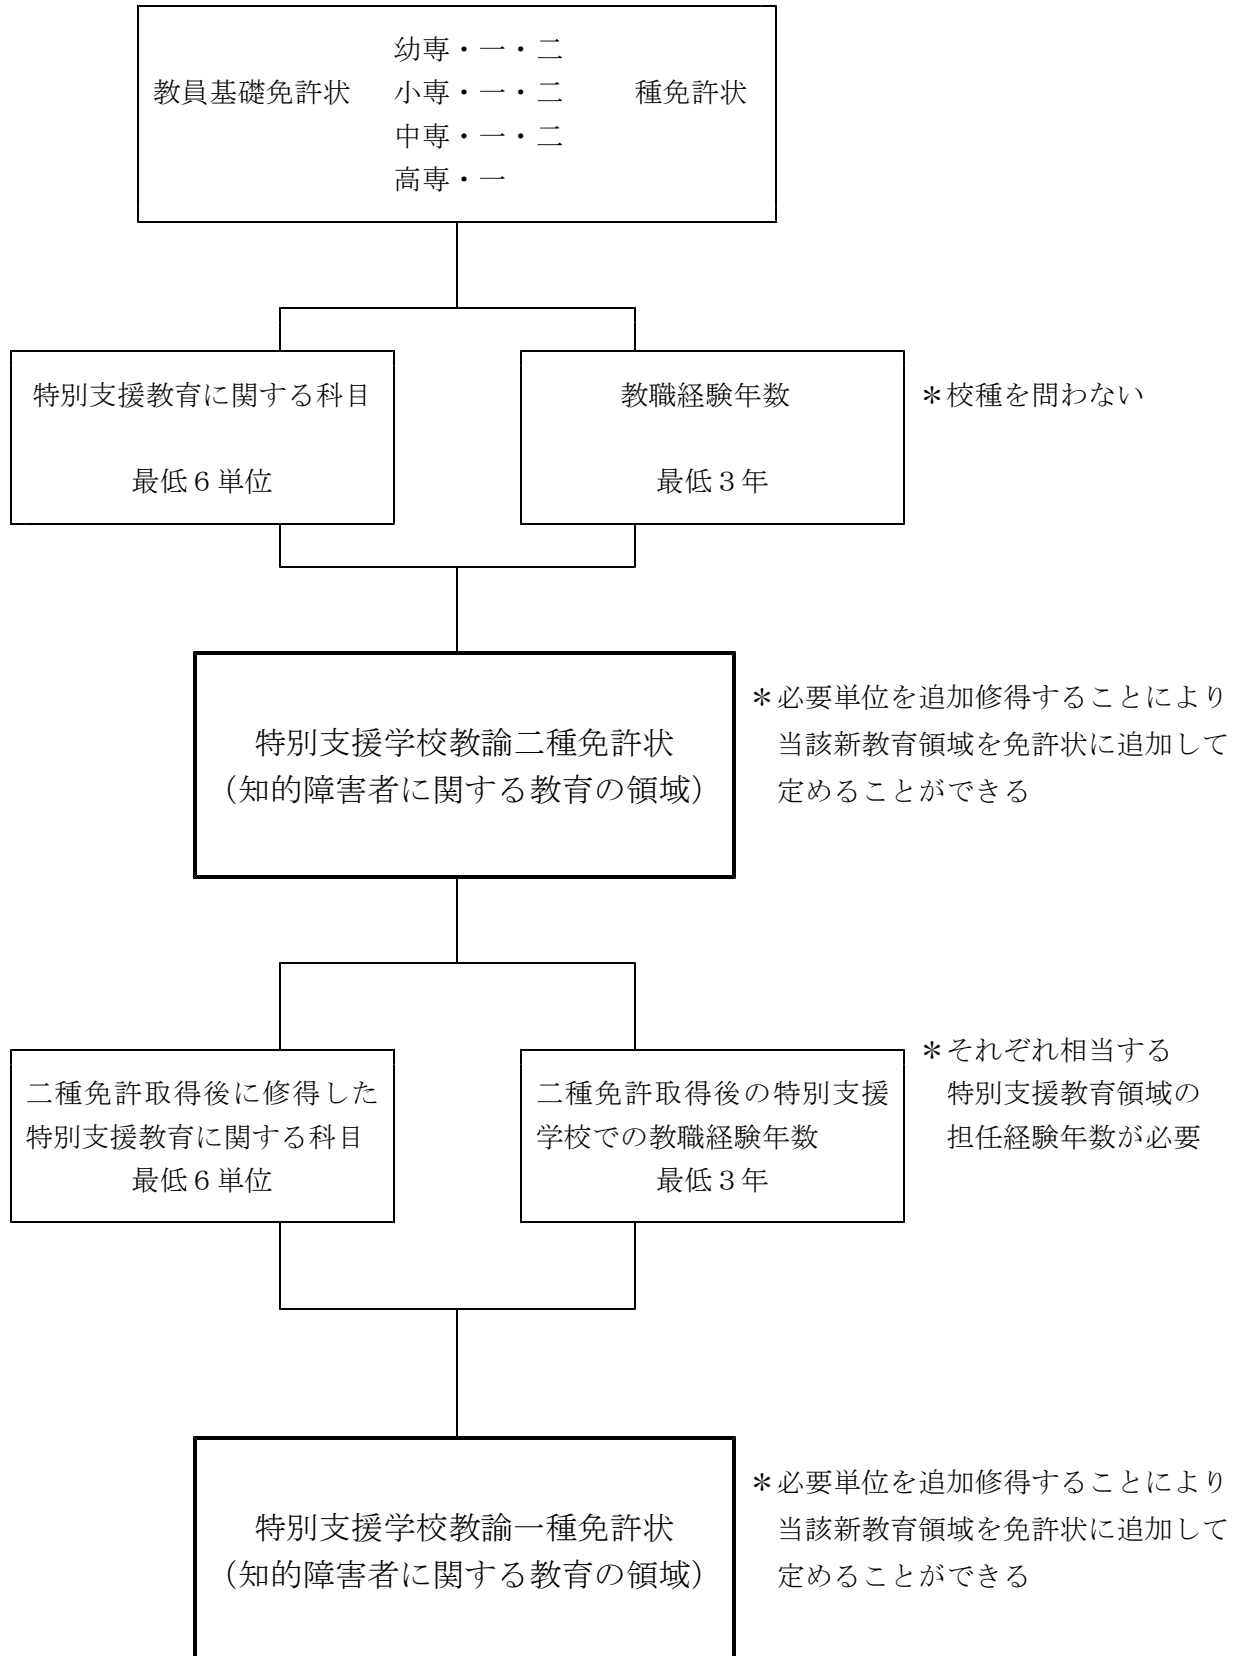 幼専・一・二
教員基礎免許状 小専・一・二 種免許状
中専・一・二
高専・一
特別支援教育に関する科目
最低６単位
教職経験年数
最低３年
＊校種を問わない
特別支援学校教諭二種免許状
（知的障害者に関する教育の領域）
＊必要単位を追加修得することにより
当該新教育領域を免許状に追加して
定めることができる
二種免許取得後に修得した
特別支援教育に関する科目
最低６単位
二種免許取得後の特別支援
学校での教職経験年数
最低３年
＊それぞれ相当する
特別支援教育領域の
担任経験年数が必要
特別支援学校教諭一種免許状
（知的障害者に関する教育の領域）
＊必要単位を追加修得することにより
当該新教育領域を免許状に追加して
定めることができる